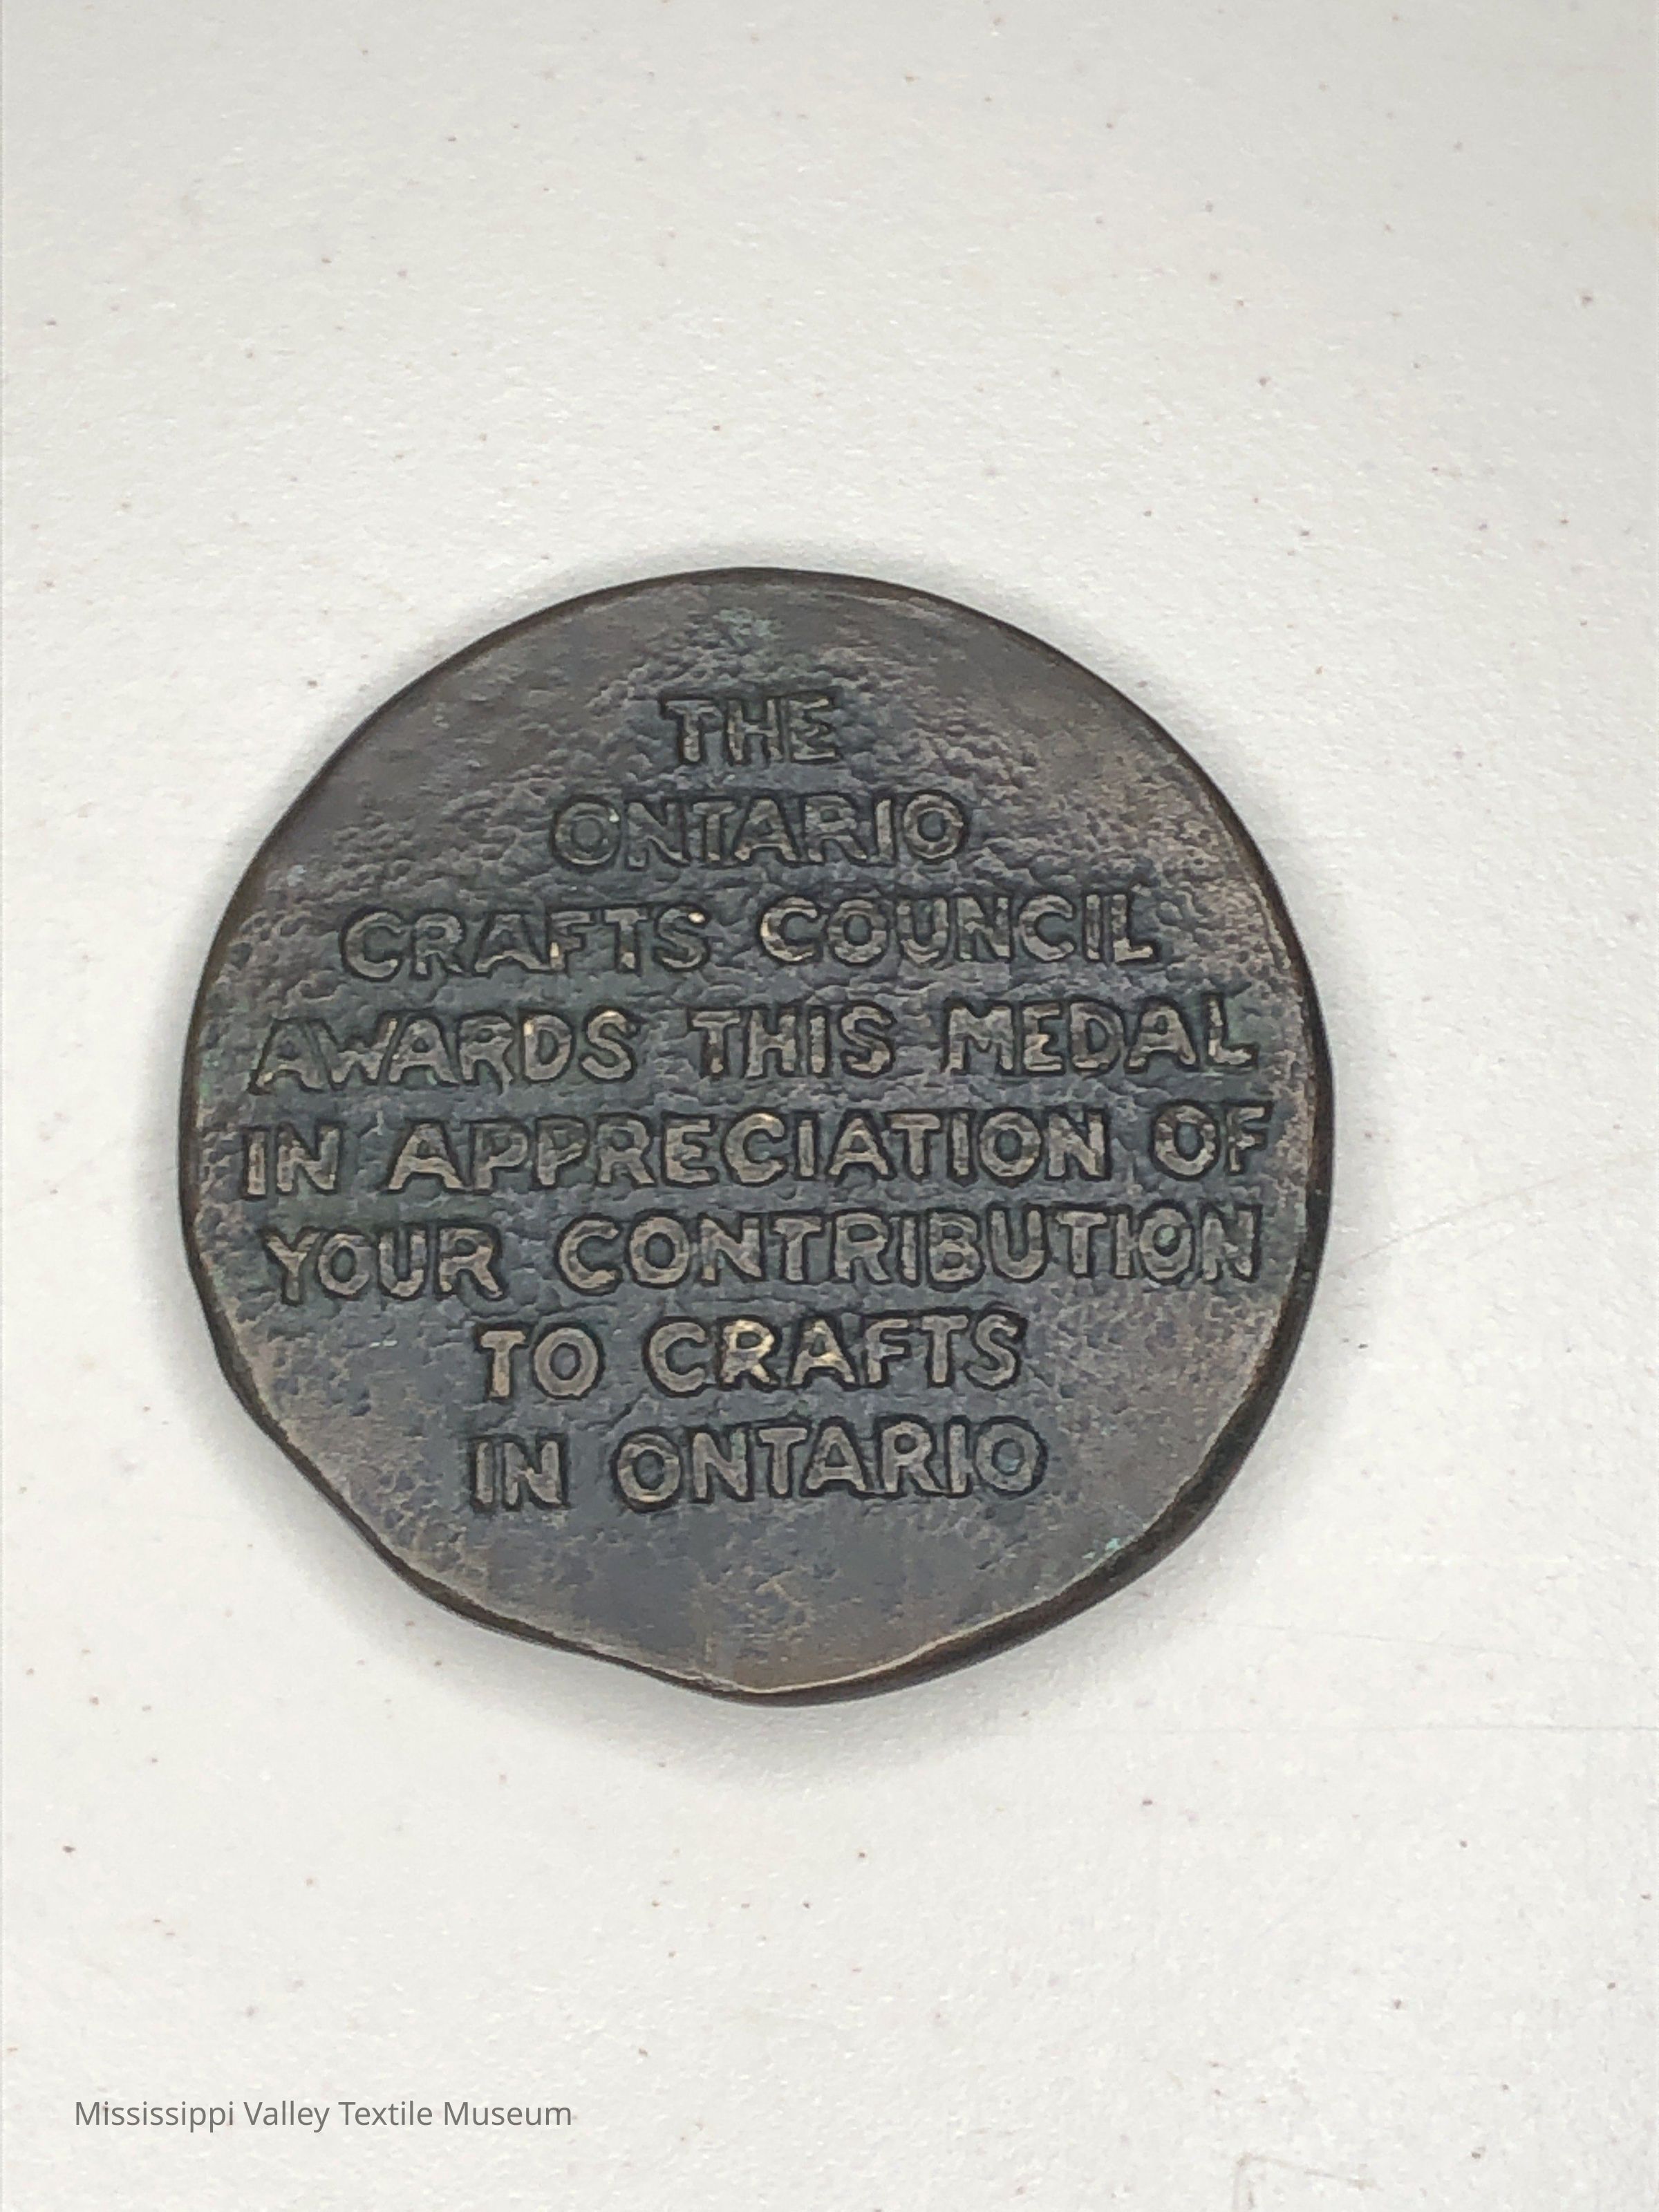 THE
ONTARIO
CRAFTS COUNCIL
AWARDS THIS MEDAL
IN APPRECIATION OF
YOUR CONTRIBUTION
TO CRAFTS
IN ONTARIO
Mississippi Valley Textile Museum